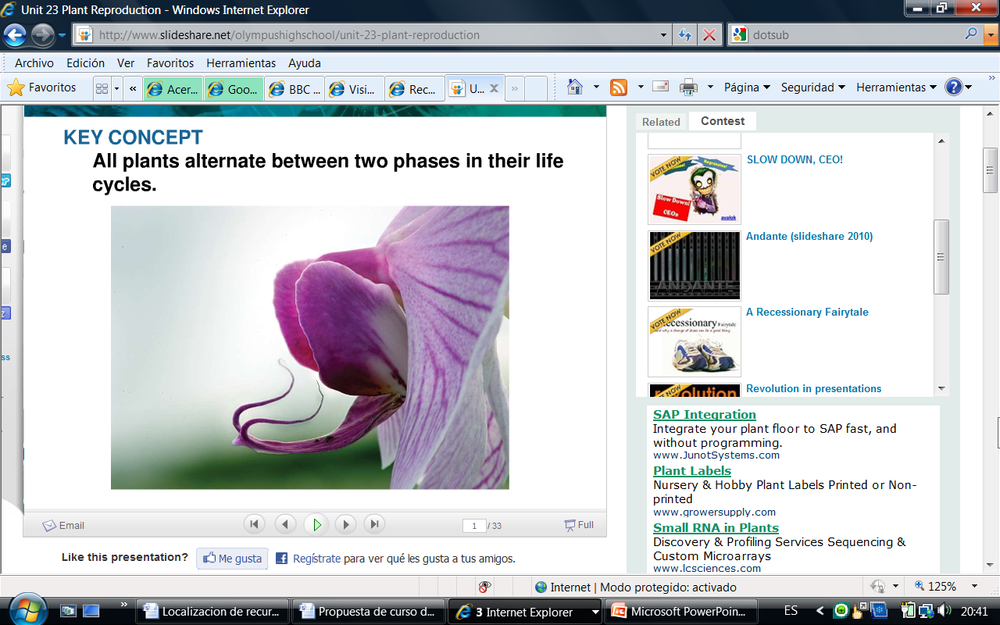 Unit 23 Plant Reproduction - Windows Internet Explorer
http://www.slideshare.net/olympushighschool/unit-23-plant-reproduction
dotsub
Archivo Edición Ver Favoritos Herramientas Ayuda
Favoritos « Acer... Goo... BBC ... Visi... Rec... U... » Página Seguridad Herramientas »
KEY CONCEPT
All plants alternate between two phases in their life
cycles.
Email 1 / 33 Full
Like this presentation? Me gusta Regístrate para ver qué les gusta a tus amigos.
e
z
ss
Related Contest
VOTE NOW
Slow Down!
CEOs
avalok
SLOW DOWN, CEO!
VOTE NOW
ANDANTE
Andante (slideshare 2010)
VOTE NOW
ecessionary Fairytale
A Recessionary Fairytale
VOTE NOW
olution
Revolution in presentations
SAP Integration
Integrate your plant floor to SAP fast, and
without programming.
www.JunotSystems.com
Plant Labels
Nursery & Hobby Plant Labels Printed or Non-
printed
www.growersupply.com
Small RNA in Plants
Discovery & Profiling Services Sequencing &
Custom Microarrays
www.lcsciences.com
Internet | Modo protegido: activado 125%
» Localizacion de recur... Propuesta de curso d... 3 Internet Explorer Microsoft PowerPoin... ES 20:41